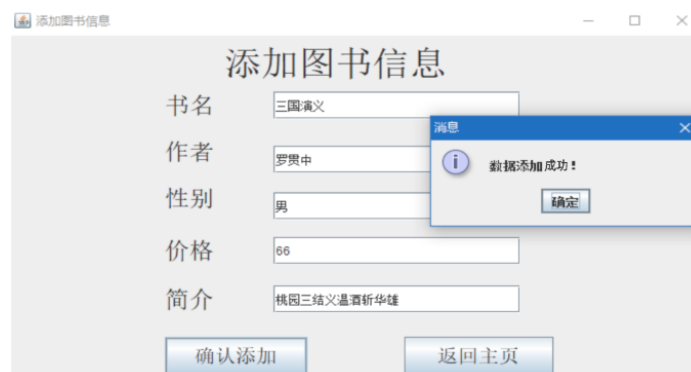 添加图书信息
添加图书信息
书名 三国演义
消息
数据添加成功!
确定
作者 罗贯中
性别 男
价格 66
简介 桃园三结义温酒斩华雄
确认添加 返回主页